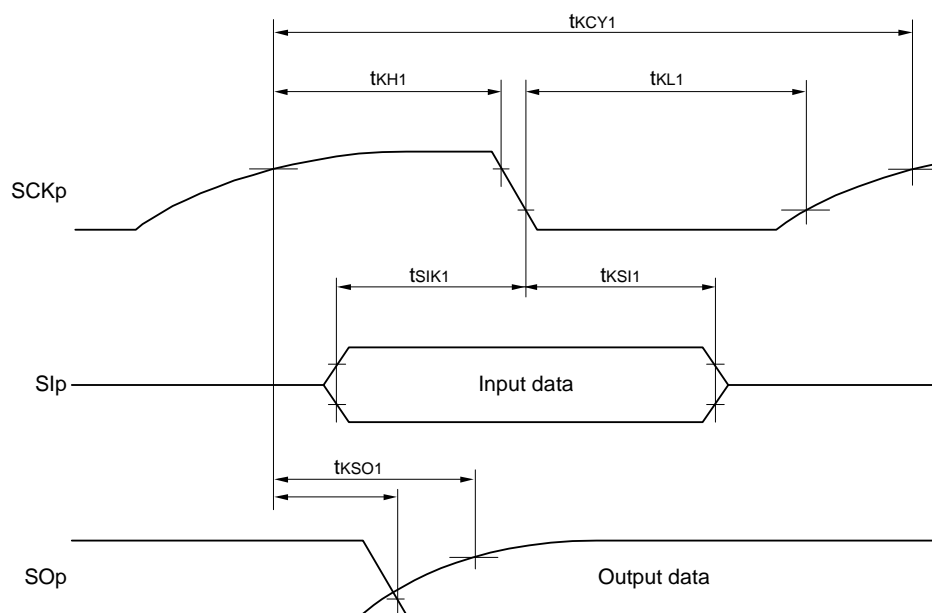 tKCY1
tKH1
tKL1
SCKp
tSIK1
tKSI1
SIp
Input data
tKSO1
SOp
Output data